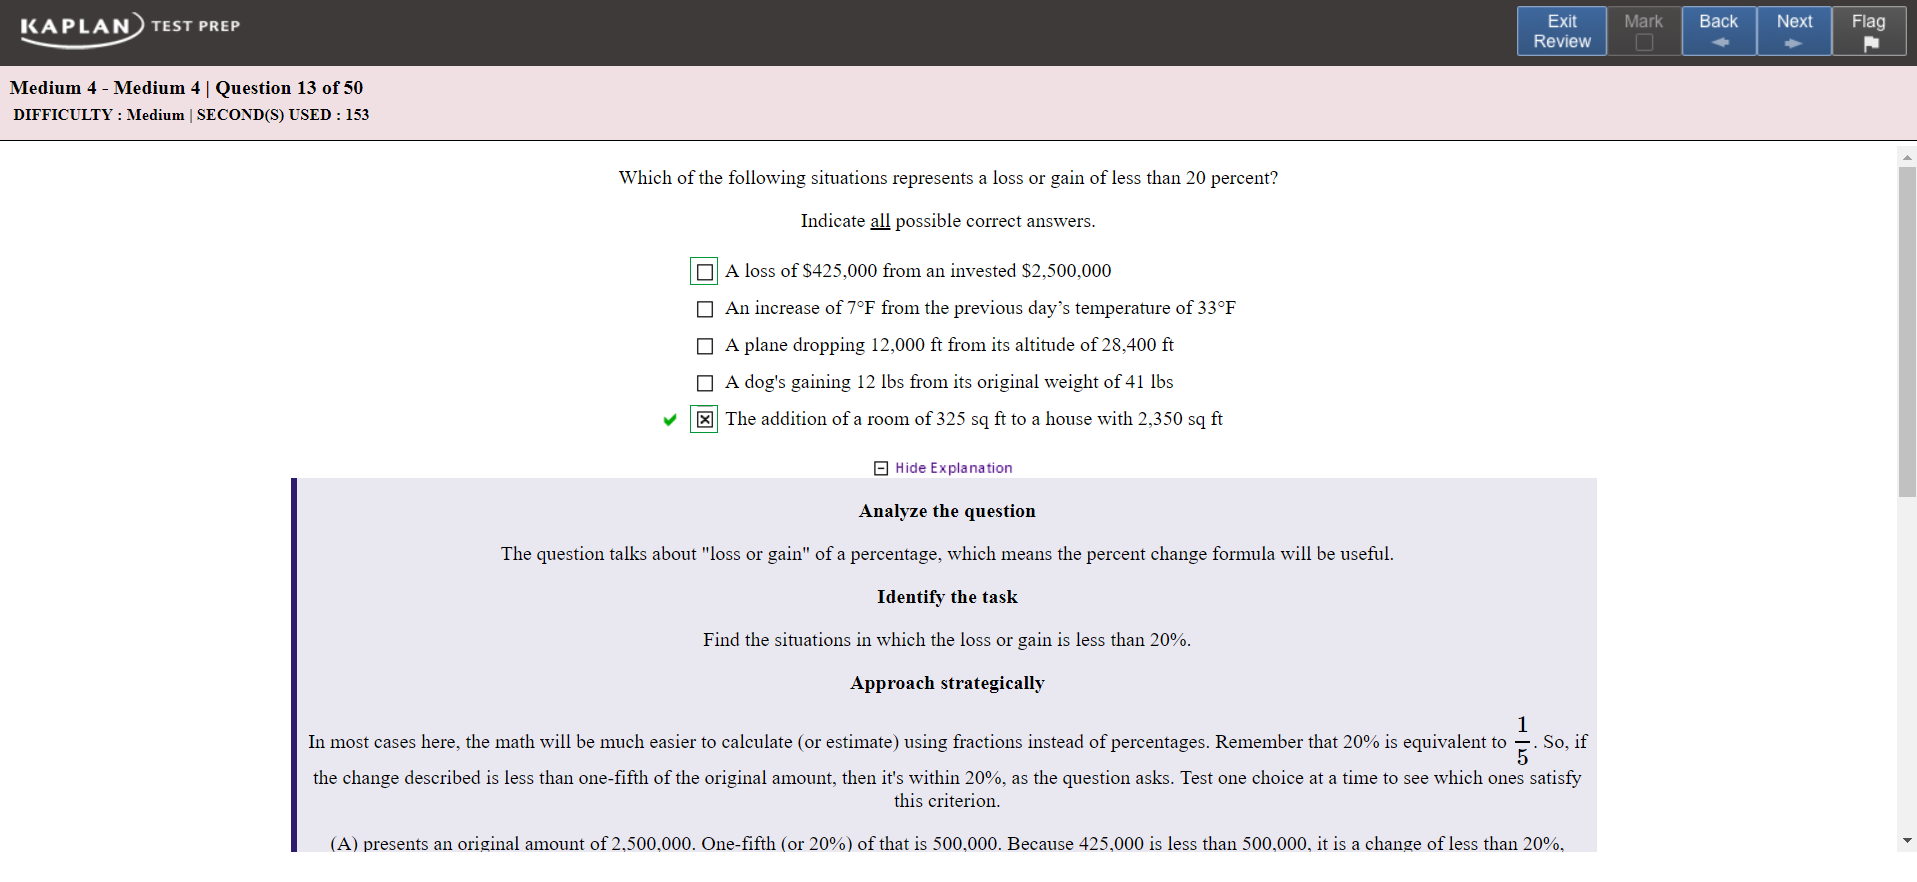 KAPLAN TEST PREP
Exit Review
Mark
Back
Next
Flag
Medium 4 - Medium 4 | Question 13 of 50
DIFFICULTY : Medium | SECOND(S) USED : 153
Which of the following situations represents a loss or gain of less than 20 percent?
Indicate all possible correct answers.
A loss of $425,000 from an invested $2,500,000
An increase of 7°F from the previous day’s temperature of 33°F
A plane dropping 12,000 ft from its altitude of 28,400 ft
A dog's gaining 12 lbs from its original weight of 41 lbs
The addition of a room of 325 sq ft to a house with 2,350 sq ft
Hide Explanation
Analyze the question
The question talks about "loss or gain" of a percentage, which means the percent change formula will be useful.
Identify the task
Find the situations in which the loss or gain is less than 20%.
Approach strategically
In most cases here, the math will be much easier to calculate (or estimate) using fractions instead of percentages. Remember that 20% is equivalent to 1/5. So, if
the change described is less than one-fifth of the original amount, then it's within 20%, as the question asks. Test one choice at a time to see which ones satisfy
this criterion.
(A) presents an original amount of 2,500,000. One-fifth (or 20%) of that is 500,000. Because 425,000 is less than 500,000, it is a change of less than 20%,